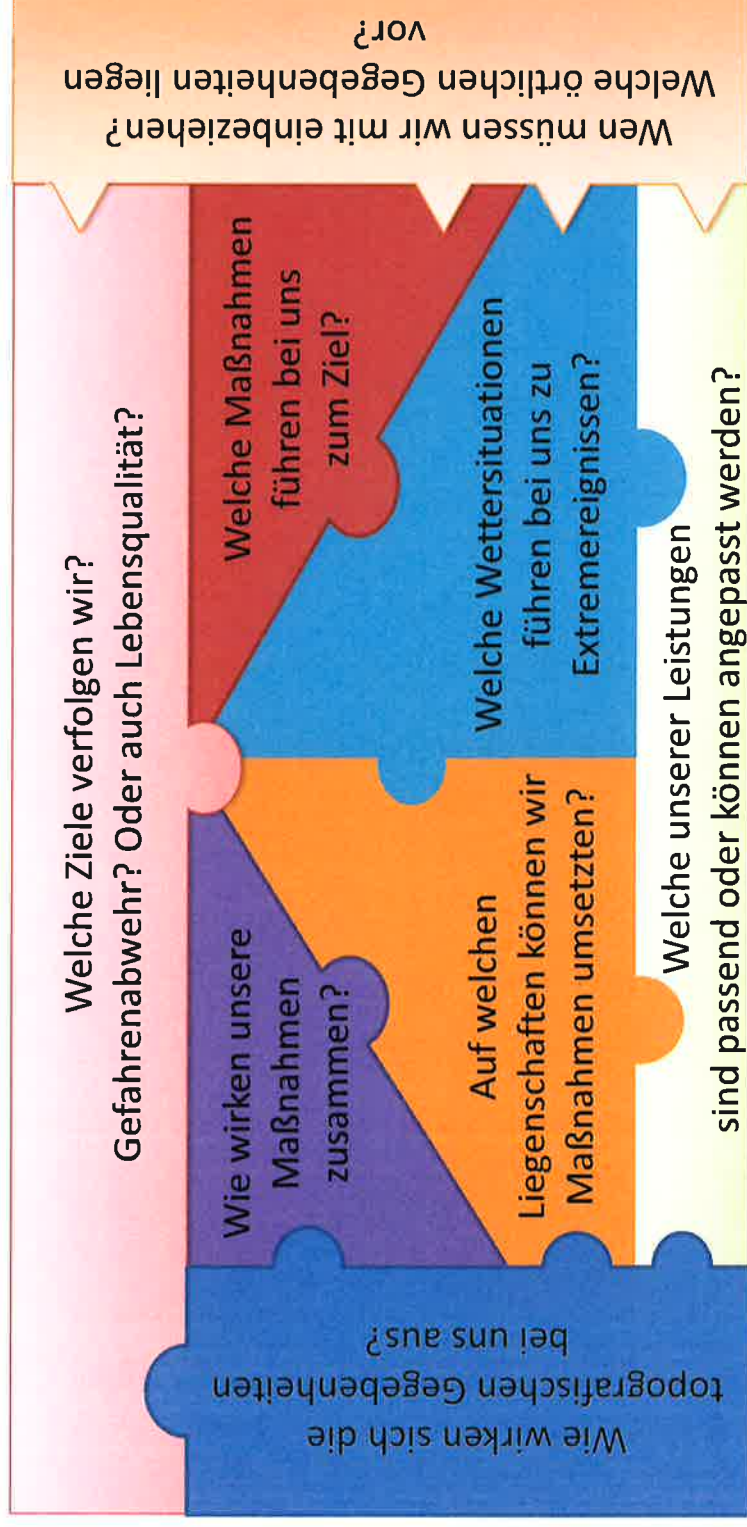 Welche Ziele verfolgen wir?
Gefahrenabwehr? Oder auch Lebensqualität?
Wie wirken sich die
topografischen Gegebenheiten
bei uns aus?
Wie wirken unsere
Maßnahmen
zusammen?
Welche Maßnahmen
führen bei uns
zum Ziel?
Auf welchen
Liegenschaften können wir
Maßnahmen umsetzten?
Welche Wettersituationen
führen bei uns zu
Extremereignissen?
Welche unserer Leistungen
sind passend oder können angepasst werden?
Wen müssen wir mit einbeziehen?
Welche örtlichen Gegebenheiten liegen
vor?